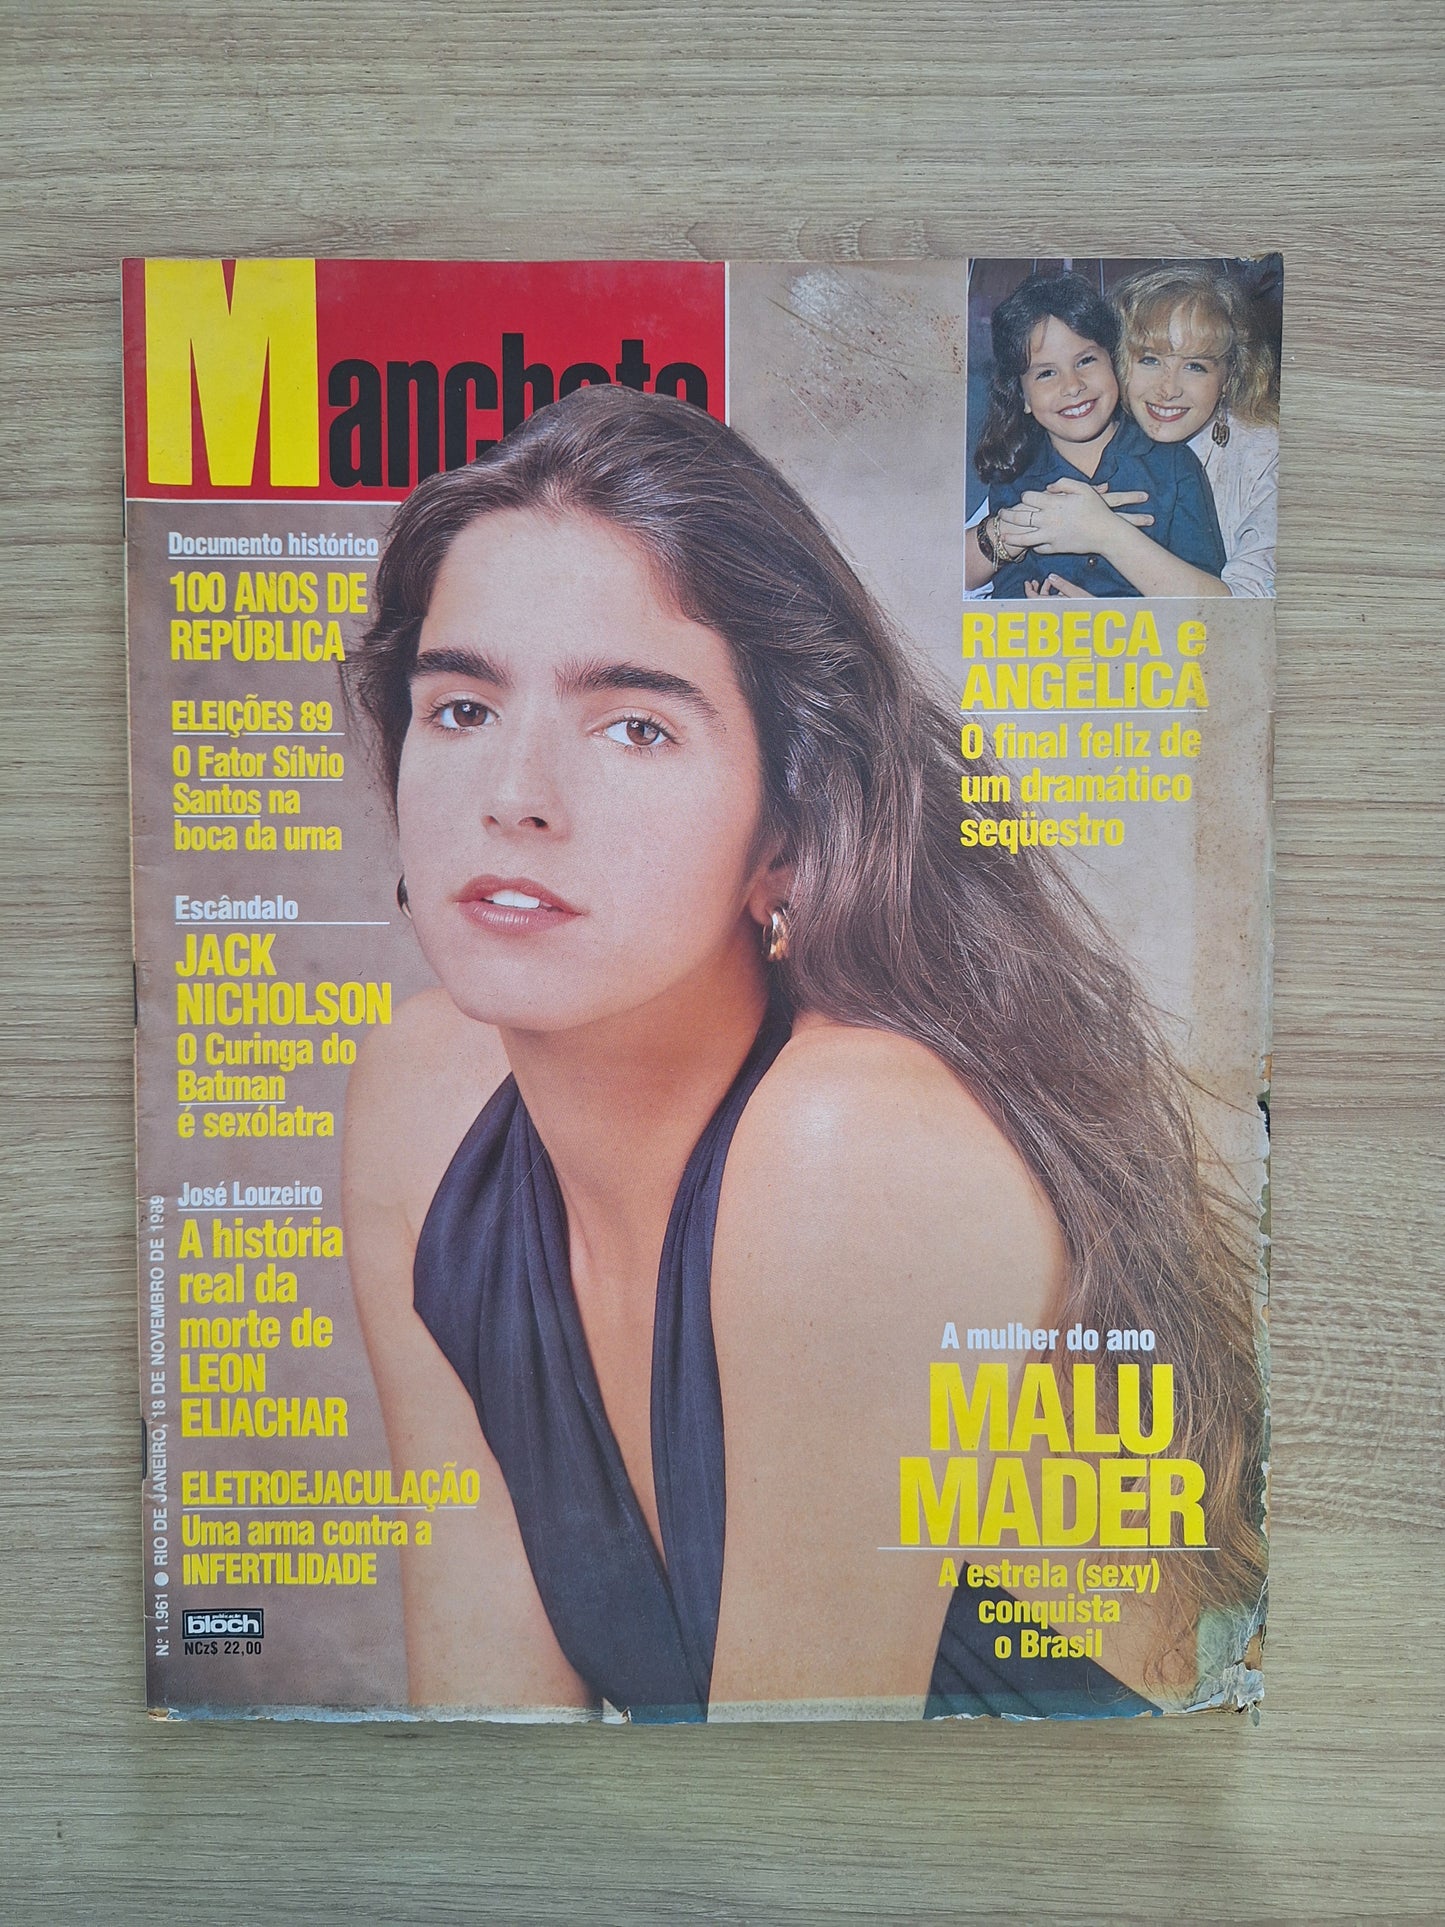 Manchete
Documento histórico
100 ANOS DE
REPÚBLICA
ELEIÇÕES 89
O Fator Sílvio
Santos na
boca da urna
Escândalo
JACK
NICHOLSON
O Curinga do
Batman
é sexólatra
José Louzeiro
A história
real da
morte de
LEON
ELIACHAR
ELETROEJACULAÇÃO
Uma arma contra a
INFERTILIDADE
uma publicação
bloch
NCz$ 22,00
Nº 1.961 ● RIO DE JANEIRO, 18 DE NOVEMBRO DE 1989
REBECA e
ANGÉLICA
O final feliz de
um dramático
seqüestro
A mulher do ano
MALU
MADER
A estrela (sexy)
conquista
o Brasil